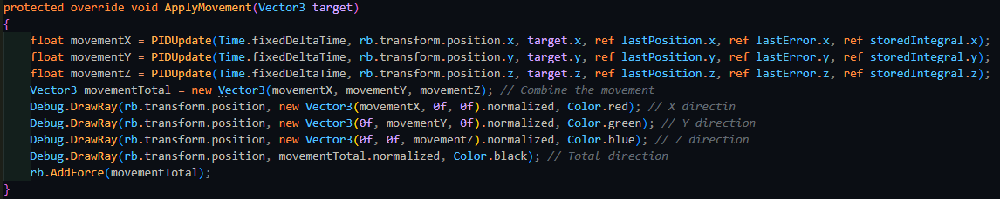 protected override void ApplyMovement(Vector3 target)
{
    float movementX = PIDUpdate(Time.fixedDeltaTime, rb.transform.position.x, target.x, ref lastPosition.x, ref lastError.x, ref storedIntegral.x);
    float movementY = PIDUpdate(Time.fixedDeltaTime, rb.transform.position.y, target.y, ref lastPosition.y, ref lastError.y, ref storedIntegral.y);
    float movementZ = PIDUpdate(Time.fixedDeltaTime, rb.transform.position.z, target.z, ref lastPosition.z, ref lastError.z, ref storedIntegral.z);
    Vector3 movementTotal = new Vector3(movementX, movementY, movementZ); // Combine the movement
    Debug.DrawRay(rb.transform.position, new Vector3(movementX, 0f, 0f).normalized, Color.red); // X directin
    Debug.DrawRay(rb.transform.position, new Vector3(0f, movementY, 0f).normalized, Color.green); // Y direction
    Debug.DrawRay(rb.transform.position, new Vector3(0f, 0f, movementZ).normalized, Color.blue); // Z direction
    Debug.DrawRay(rb.transform.position, movementTotal.normalized, Color.black); // Total direction
    rb.AddForce(movementTotal);
}